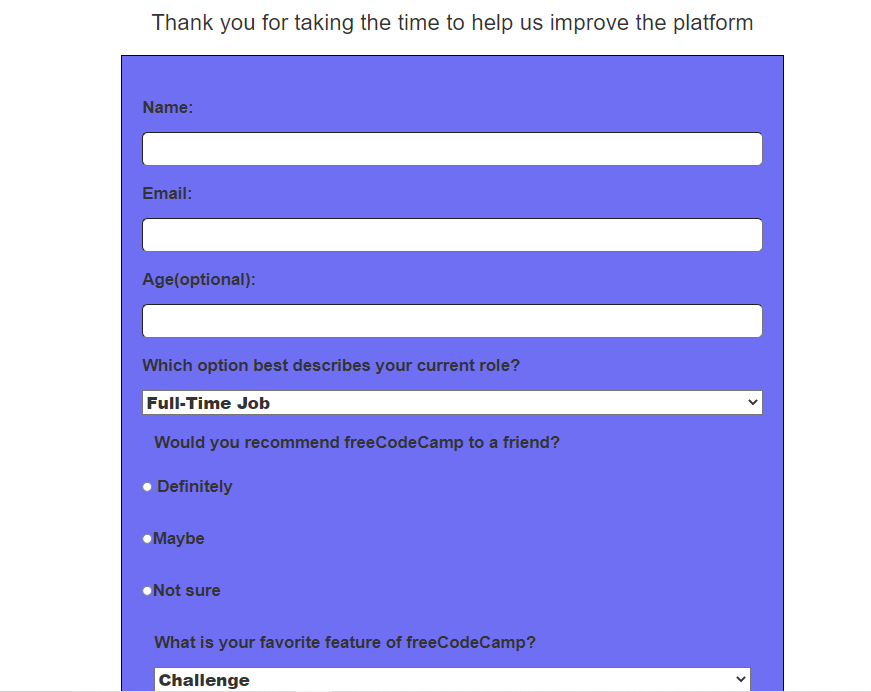 Thank you for taking the time to help us improve the platform
Name:
Email:
Age(optional):
Which option best describes your current role?
Full-Time Job
Would you recommend freeCodeCamp to a friend?
Definitely
Maybe
Not sure
What is your favorite feature of freeCodeCamp?
Challenge